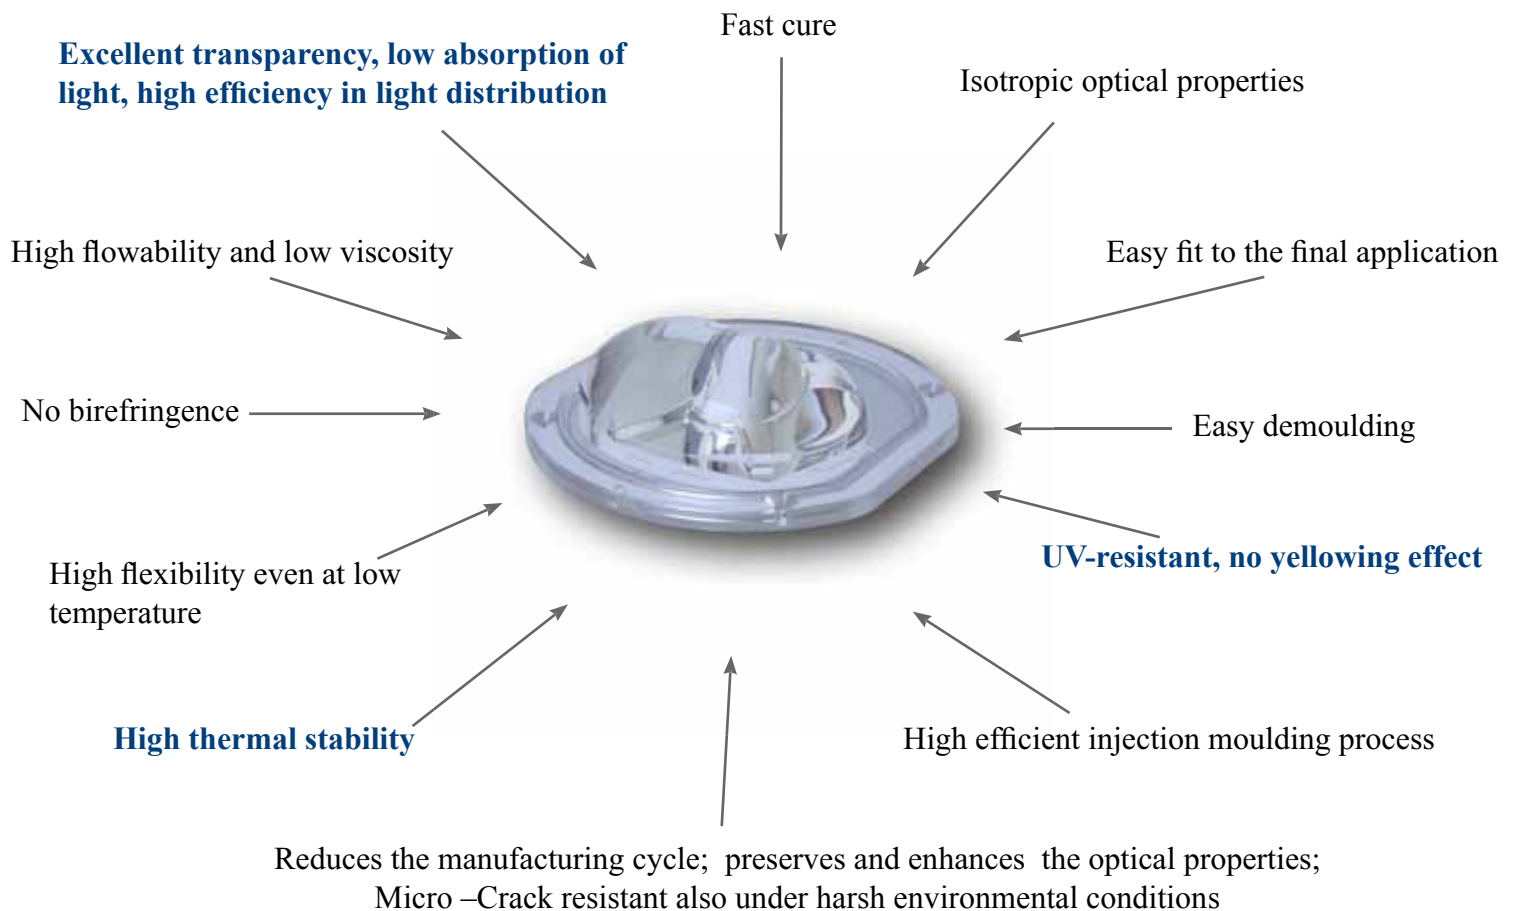 Fast cure
Excellent transparency, low absorption of
light, high efficiency in light distribution
Isotropic optical properties
High flowability and low viscosity
Easy fit to the final application
No birefringence
Easy demoulding
UV-resistant, no yellowing effect
High flexibility even at low
temperature
High thermal stability
High efficient injection moulding process
Reduces the manufacturing cycle;  preserves and enhances  the optical properties;
Micro –Crack resistant also under harsh environmental conditions